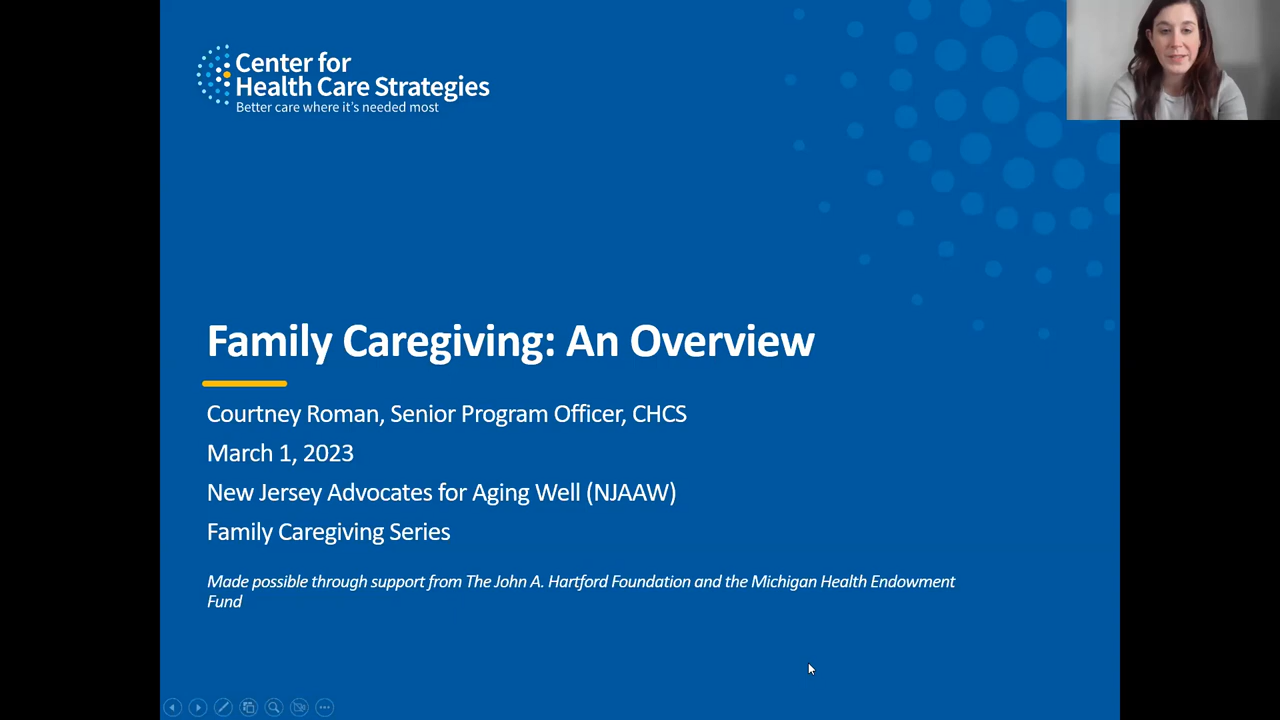 Center for
Health Care Strategies
Better care where it's needed most
Family Caregiving: An Overview
Courtney Roman, Senior Program Officer, CHCS
March 1, 2023
New Jersey Advocates for Aging Well (NJAAW)
Family Caregiving Series
Made possible through support from The John A. Hartford Foundation and the Michigan Health Endowment
Fund